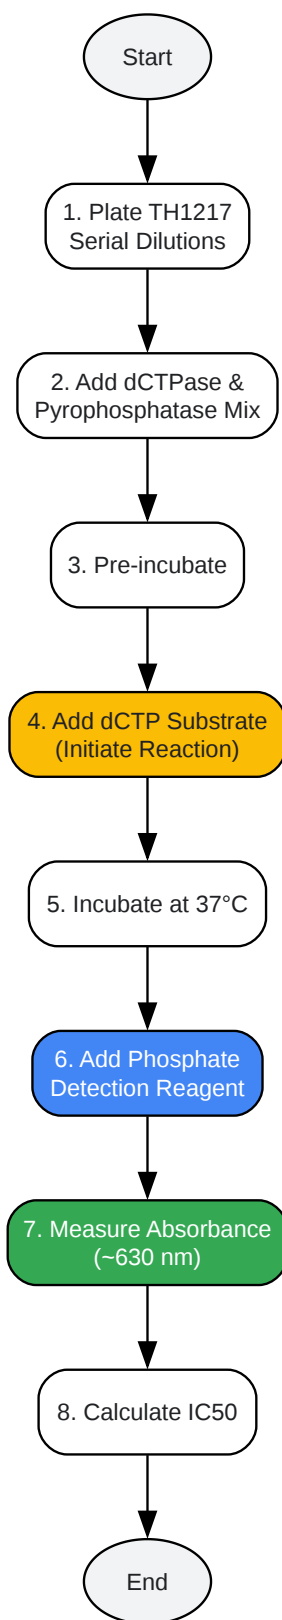 Start
1. Plate TH1217
Serial Dilutions
2. Add dCTPase &
Pyrophosphatase Mix
3. Pre-incubate
4. Add dCTP Substrate
(Initiate Reaction)
5. Incubate at 37°C
6. Add Phosphate
Detection Reagent
7. Measure Absorbance
(~630 nm)
8. Calculate IC50
End